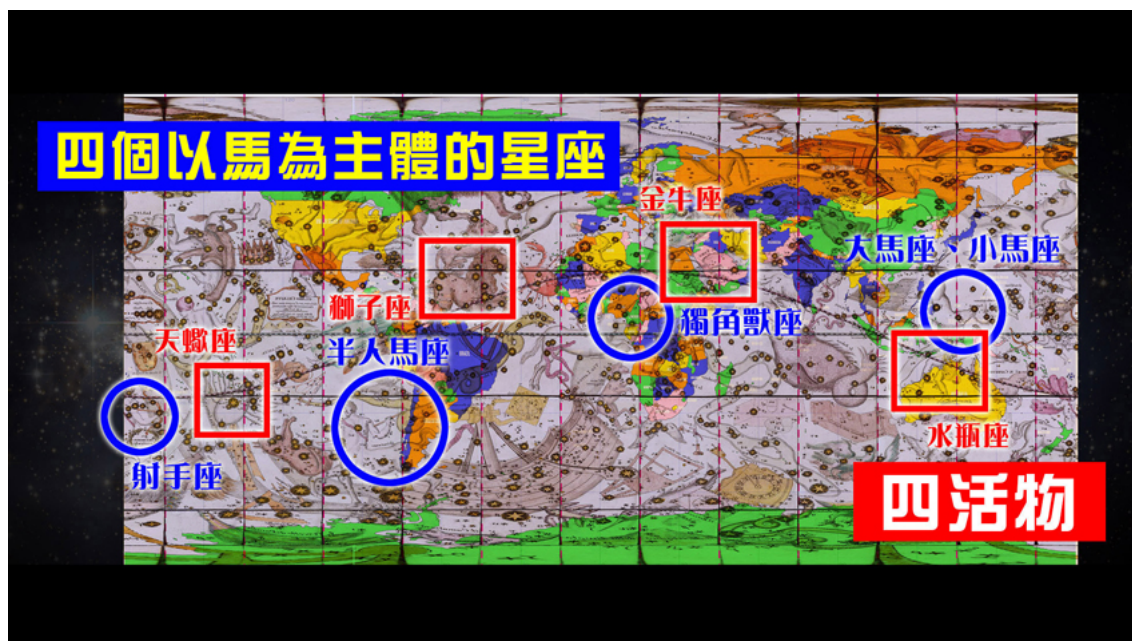 四個以馬為主體的星座
金牛座
大馬座、小馬座
獅子座
獨角獸座
天蠍座
半人馬座
水瓶座
射手座
四活物